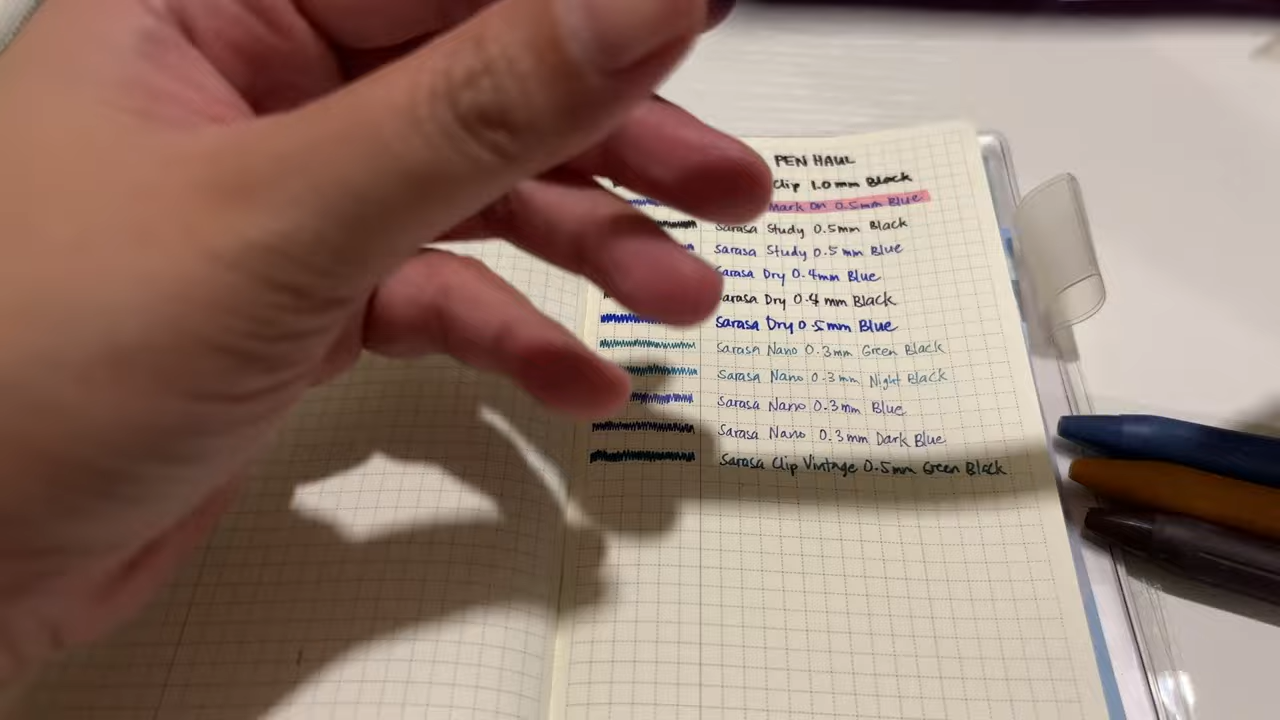 PEN HAUL
Clip 1.0mm Black
Mark On 0.5mm Blue
Sarasa Study 0.5mm Black
Sarasa Study 0.5mm Blue
Sarasa Dry 0.4mm Blue
Sarasa Dry 0.4mm Black
Sarasa Dry 0.5mm Blue
Sarasa Nano 0.3mm Green Black
Sarasa Nano 0.3mm Night Black
Sarasa Nano 0.3mm Blue
Sarasa Nano 0.3mm Dark Blue
Sarasa Clip Vintage 0.5mm Green Black